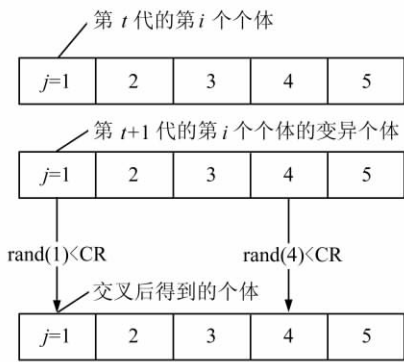 第 t 代的第 i 个个体
j=1 2 3 4 5
第 t+1 代的第 i 个个体的变异个体
j=1 2 3 4 5
rand(1)<CR rand(4)<CR
交叉后得到的个体
j=1 2 3 4 5